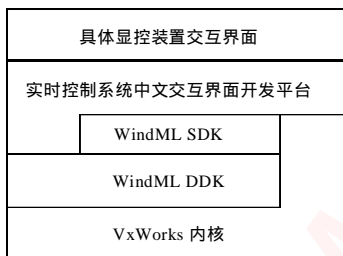 具体显控装置交互界面
实时控制系统中文交互界面开发平台
WindML SDK
WindML DDK
VxWorks 内核